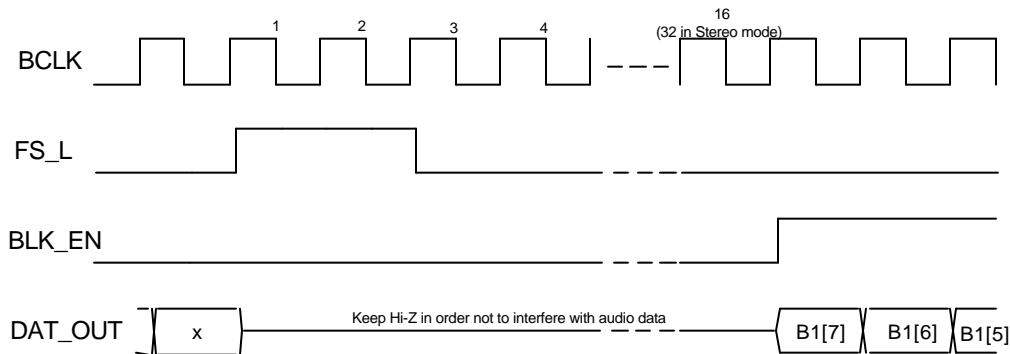 1 2 3 4 16
(32 in Stereo mode)
BCLK
FS_L
BLK_EN
DAT_OUT x Keep Hi-Z in order not to interfere with audio data B1[7] B1[6] B1[5]